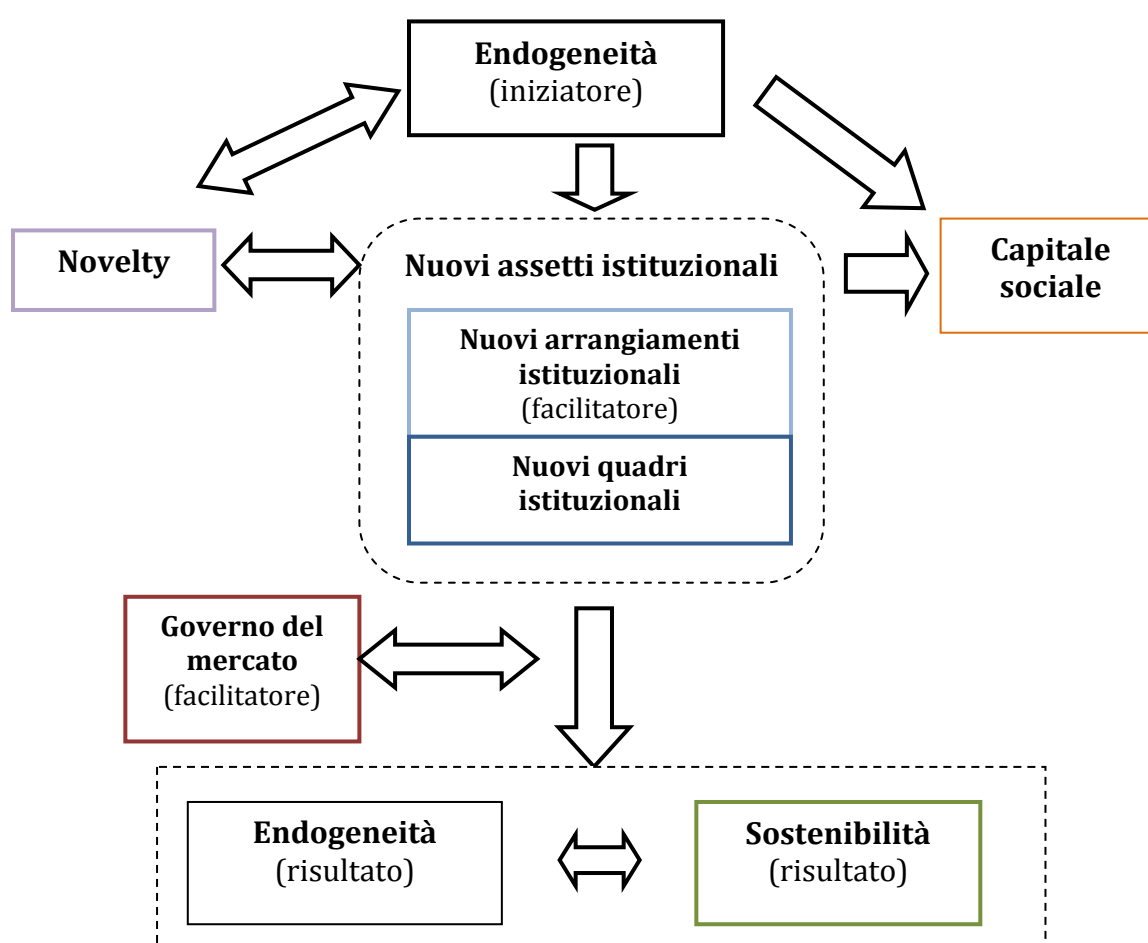 Endogeneità
(iniziatore)
Novelty
Nuovi assetti istituzionali
Capitale
sociale
Nuovi arrangiamenti
istituzionali
(facilitatore)
Nuovi quadri
istituzionali
Governo del
mercato
(facilitatore)
Endogeneità
(risultato)
Sostenibilità
(risultato)